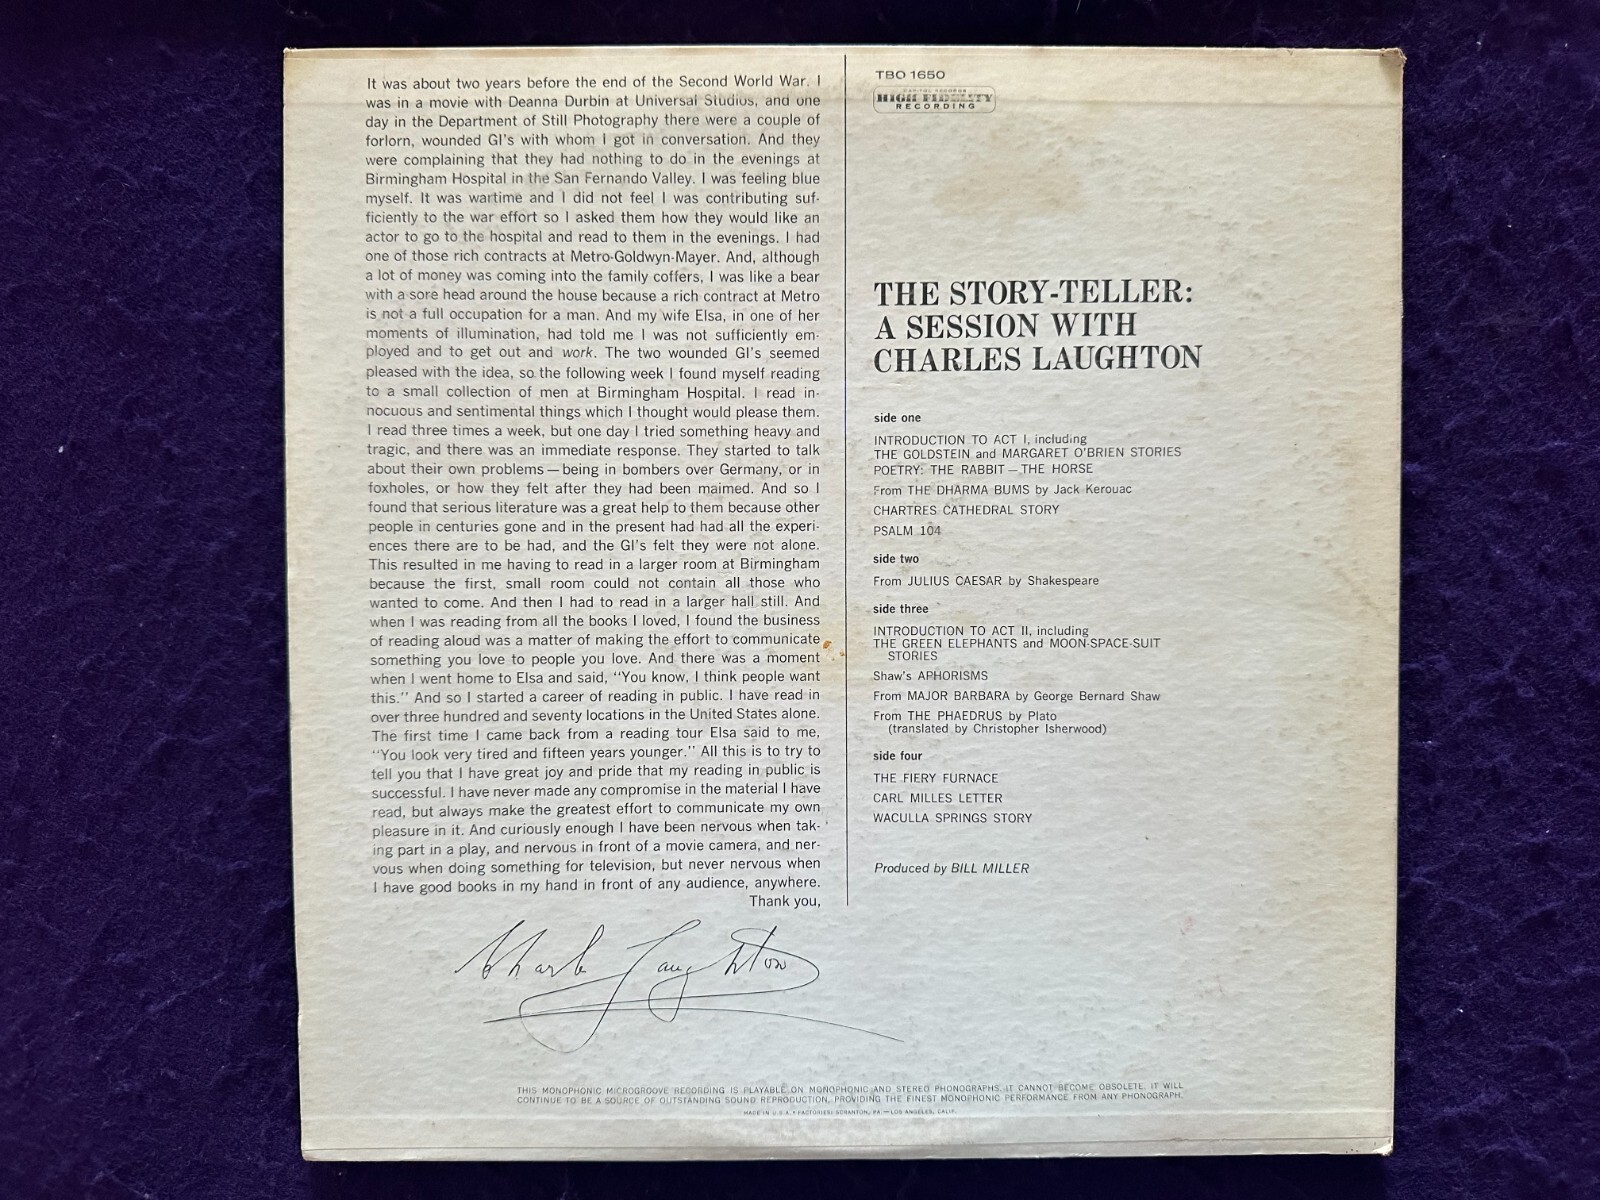 It was about two years before the end of the Second World War. I
was in a movie with Deanna Durbin at Universal Studios, and one
day in the Department of Still Photography there were a couple of
forlorn, wounded GI's with whom I got in conversation. And they
were complaining that they had nothing to do in the evenings at
Birmingham Hospital in the San Fernando Valley. I was feeling blue
myself. It was wartime and I did not feel I was contributing suf-
ficiently to the war effort so I asked them how they would like an
actor to go to the hospital and read to them in the evenings. I had
one of those rich contracts at Metro-Goldwyn-Mayer. And, although
a lot of money was coming into the family coffers, I was like a bear
with a sore head around the house because a rich contract at Metro
is not a full occupation for a man. And my wife Elsa, in one of her
moments of illumination, had told me I was not sufficiently em-
ployed and to get out and work. The two wounded GI's seemed
pleased with the idea, so the following week I found myself reading
to a small collection of men at Birmingham Hospital. I read in-
nocuous and sentimental things which I thought would please them.
I read three times a week, but one day I tried something heavy and
tragic, and there was an immediate response. They started to talk
about their own problems — being in bombers over Germany, or in
foxholes, or how they felt after they had been maimed. And so I
found that serious literature was a great help to them because other
people in centuries gone and in the present had had all the experi-
ences there are to be had, and the GI's felt they were not alone.
This resulted in me having to read in a larger room at Birmingham
because the first, small room could not contain all those who
wanted to come. And then I had to read in a larger hall still. And
when I was reading from all the books I loved, I found the business
of reading aloud was a matter of making the effort to communicate
something you love to people you love. And there was a moment
when I went home to Elsa and said, "You know, I think people want
this." And so I started a career of reading in public. I have read in
over three hundred and seventy locations in the United States alone.
The first time I came back from a reading tour Elsa said to me,
"You look very tired and fifteen years younger." All this is to try to
tell you that I have great joy and pride that my reading in public is
successful. I have never made any compromise in the material I have
read, but always make the greatest effort to communicate my own
pleasure in it. And curiously enough I have been nervous when tak-
ing part in a play, and nervous in front of a movie camera, and ner-
vous when doing something for television, but never nervous when
I have good books in my hand in front of any audience, anywhere.
Thank you,
Charles Laughton
TBO 1650
CAPITOL RECORDS
HIGH FIDELITY
RECORDING
THE STORY-TELLER:
A SESSION WITH
CHARLES LAUGHTON
side one
INTRODUCTION TO ACT I, including
THE GOLDSTEIN and MARGARET O'BRIEN STORIES
POETRY: THE RABBIT — THE HORSE
From THE DHARMA BUMS by Jack Kerouac
CHARTRES CATHEDRAL STORY
PSALM 104
side two
From JULIUS CAESAR by Shakespeare
side three
INTRODUCTION TO ACT II, including
THE GREEN ELEPHANTS and MOON-SPACE-SUIT
STORIES
Shaw's APHORISMS
From MAJOR BARBARA by George Bernard Shaw
From THE PHAEDRUS by Plato
(translated by Christopher Isherwood)
side four
THE FIERY FURNACE
CARL MILLES LETTER
WACULLA SPRINGS STORY
Produced by BILL MILLER
THIS MONOPHONIC MICROGROOVE RECORDING IS PLAYABLE ON MONOPHONIC AND STEREO PHONOGRAPHS. IT CANNOT BECOME OBSOLETE. IT WILL
CONTINUE TO BE A SOURCE OF OUTSTANDING SOUND REPRODUCTION, PROVIDING THE FINEST MONOPHONIC PERFORMANCE FROM ANY PHONOGRAPH.
MADE IN U.S.A. FACTORIES: SCRANTON, PA.—LOS ANGELES, CALIF.